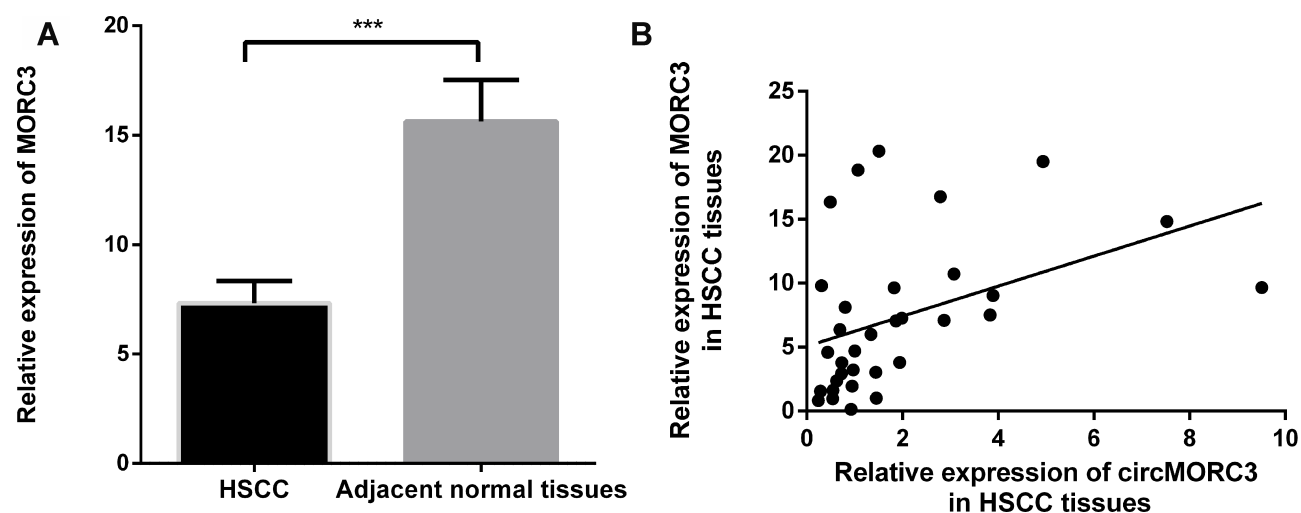 A
Relative expression of MORC3
20
15
10
5
0
***
HSCC
Adjacent normal tissues
B
Relative expression of MORC3
in HSCC tissues
25
20
15
10
5
0
0 2 4 6 8 10
Relative expression of circMORC3
in HSCC tissues